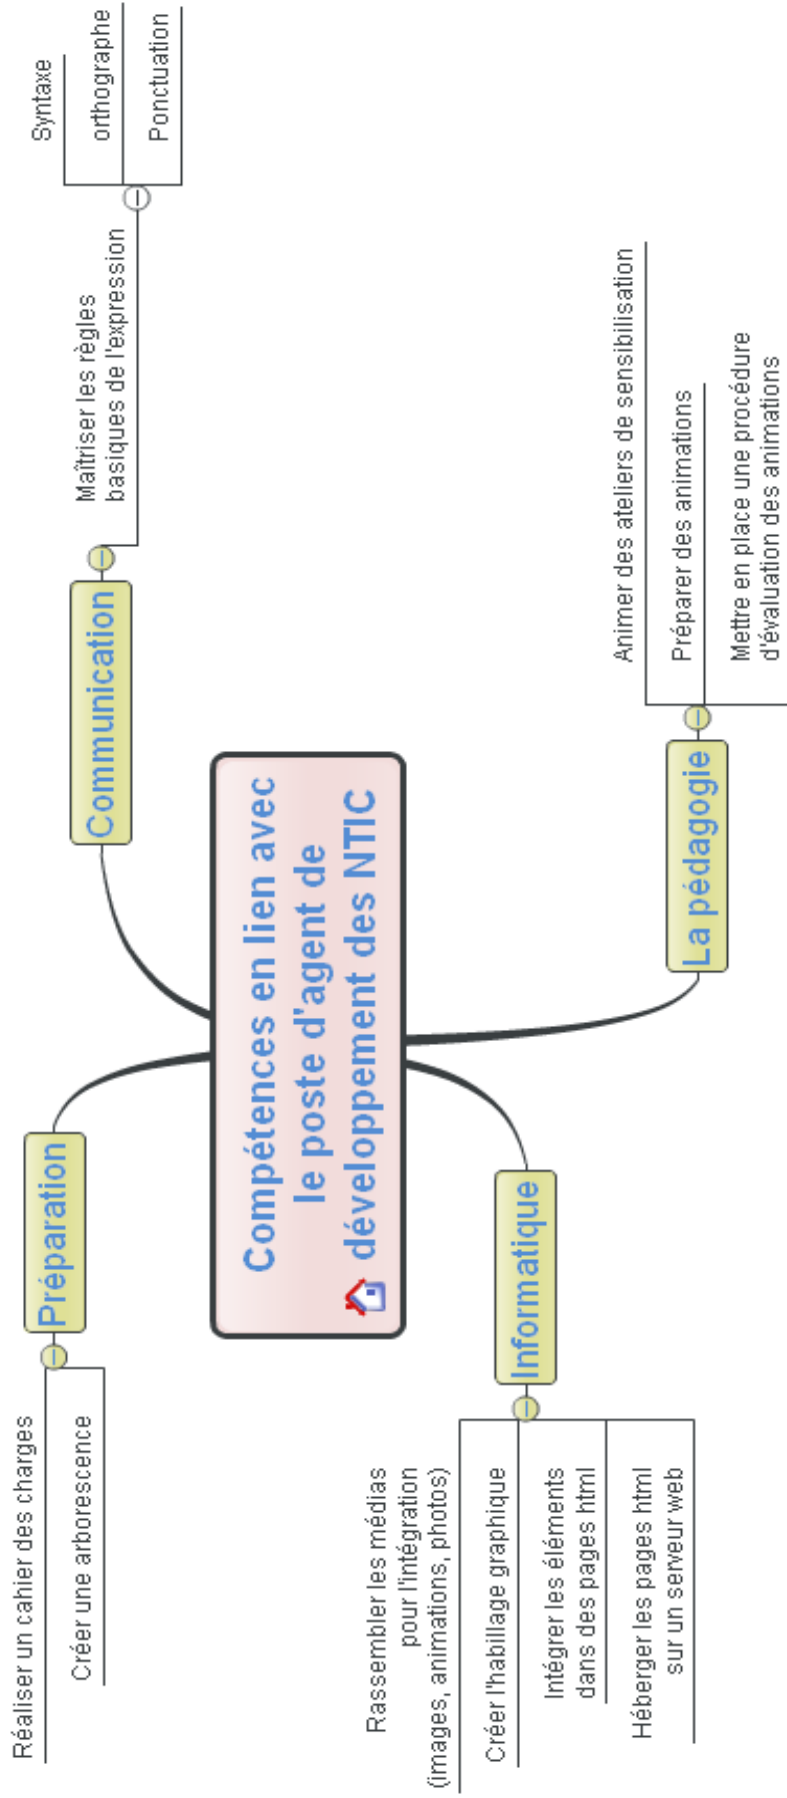 Compétences en lien avec
le poste d'agent de
développement des NTIC
Préparation
Réaliser un cahier des charges
Créer une arborescence
Communication
Maîtriser les règles
basiques de l'expression
Syntaxe
orthographe
Ponctuation
Informatique
Rassembler les médias
pour l'intégration
(images, animations, photos)
Créer l'habillage graphique
Intégrer les éléments
dans des pages html
Héberger les pages html
sur un serveur web
La pédagogie
Animer des ateliers de sensibilisation
Préparer des animations
Mettre en place une procédure
d'évaluation des animations